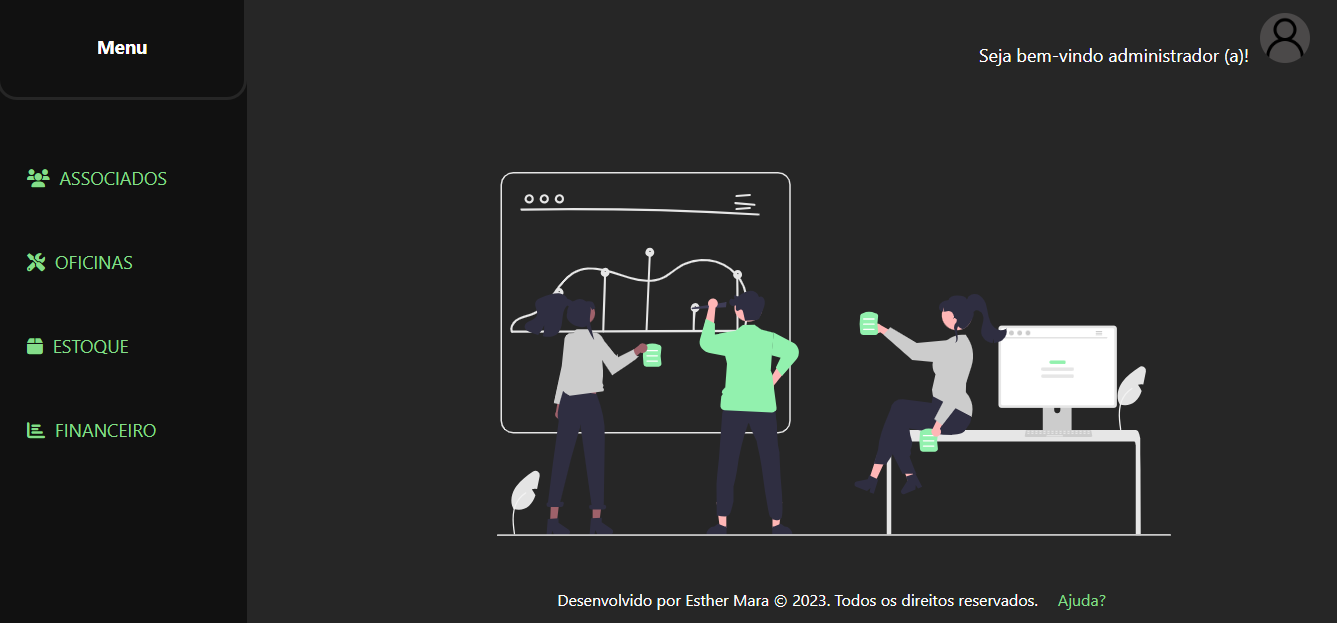 Menu
Seja bem-vindo administrador (a)!
ASSOCIADOS
OFICINAS
ESTOQUE
FINANCEIRO
Desenvolvido por Esther Mara © 2023. Todos os direitos reservados. Ajuda?